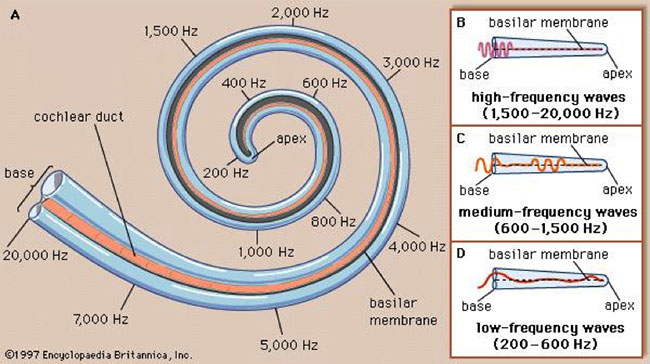 A
2,000 Hz
1,500 Hz
3,000 Hz
400 Hz
600 Hz
cochlear duct
apex
200 Hz
base
800 Hz
20,000 Hz
1,000 Hz
4,000 Hz
basilar
membrane
7,000 Hz
5,000 Hz
©1997 Encyclopaedia Britannica, Inc.
B
basilar membrane
base
apex
high-frequency waves
(1,500–20,000 Hz)
C
basilar membrane
base
apex
medium-frequency waves
(600–1,500 Hz)
D
basilar membrane
base
apex
low-frequency waves
(200–600 Hz)